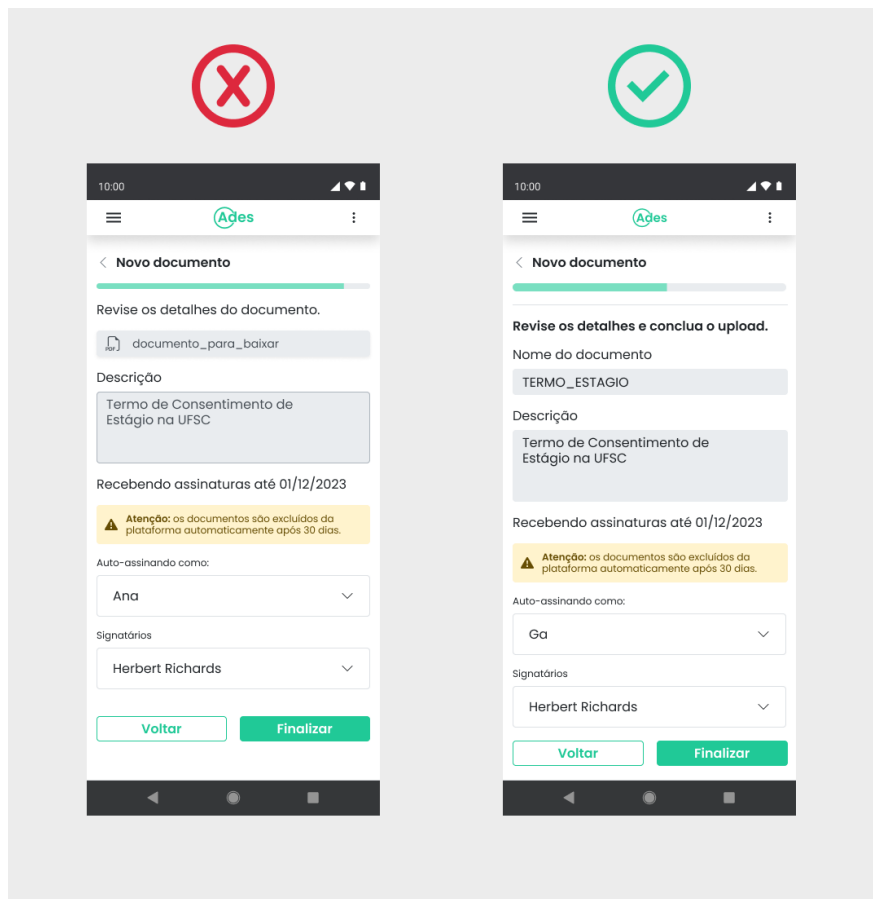 10:00
Ades
Novo documento
Revise os detalhes do documento.
PDF
documento_para_baixar
Descrição
Termo de Consentimento de
Estágio na UFSC
Recebendo assinaturas até 01/12/2023
Atenção: os documentos são excluídos da
plataforma automaticamente após 30 dias.
Auto-assinando como:
Ana
Signatários
Herbert Richards
Voltar
Finalizar
10:00
Ades
Novo documento
Revise os detalhes e conclua o upload.
Nome do documento
TERMO_ESTAGIO
Descrição
Termo de Consentimento de
Estágio na UFSC
Recebendo assinaturas até 01/12/2023
Atenção: os documentos são excluídos da
plataforma automaticamente após 30 dias.
Auto-assinando como:
Ga
Signatários
Herbert Richards
Voltar
Finalizar